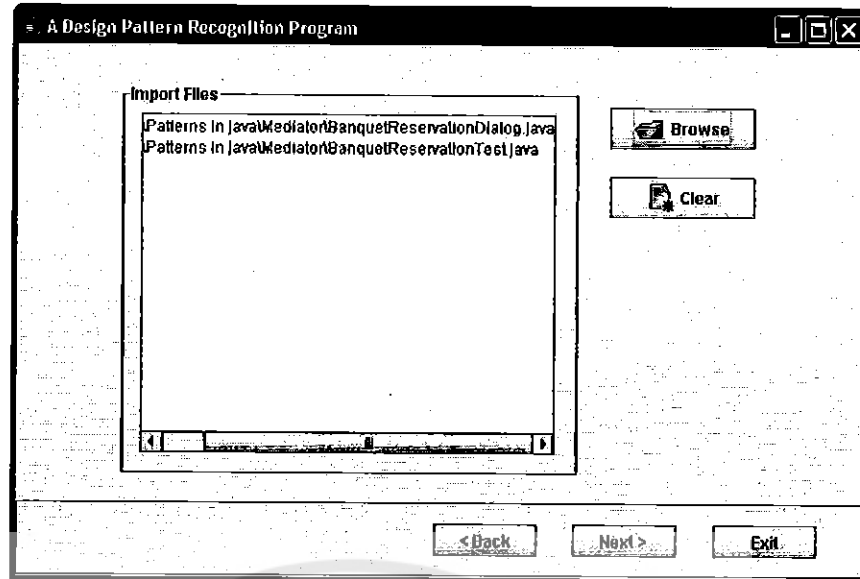 A Design Pattern Recognition Program
Import Files
\Patterns in java\Mediator\BanquetReservationDialog.java
\Patterns in java\Mediator\BanquetReservationTest.java
Browse
Clear
< Back
Next >
Exit